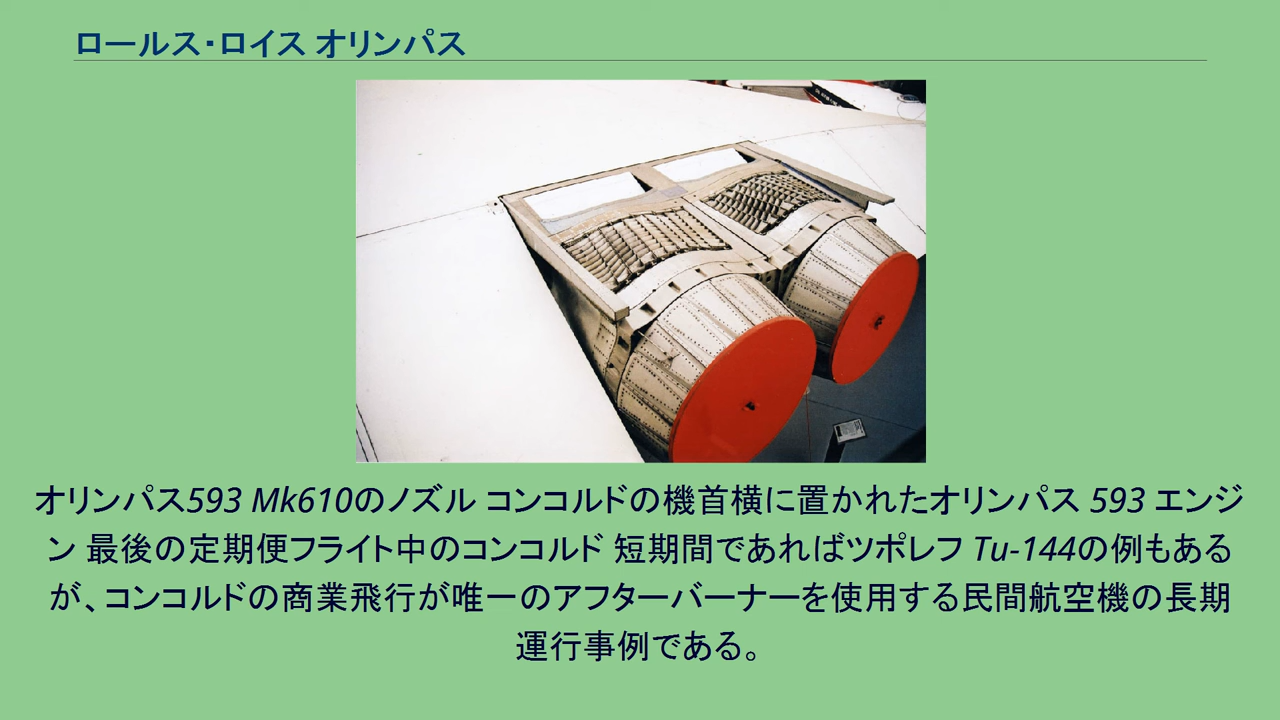 ロールス・ロイス オリンパス
オリンパス593 Mk610のノズル コンコルドの機首横に置かれたオリンパス 593 エンジ
ン 最後の定期便フライト中のコンコルド 短期間であればツポレフ Tu-144の例もある
が、コンコルドの商業飛行が唯一のアフターバーナーを使用する民間航空機の長期
運行事例である。